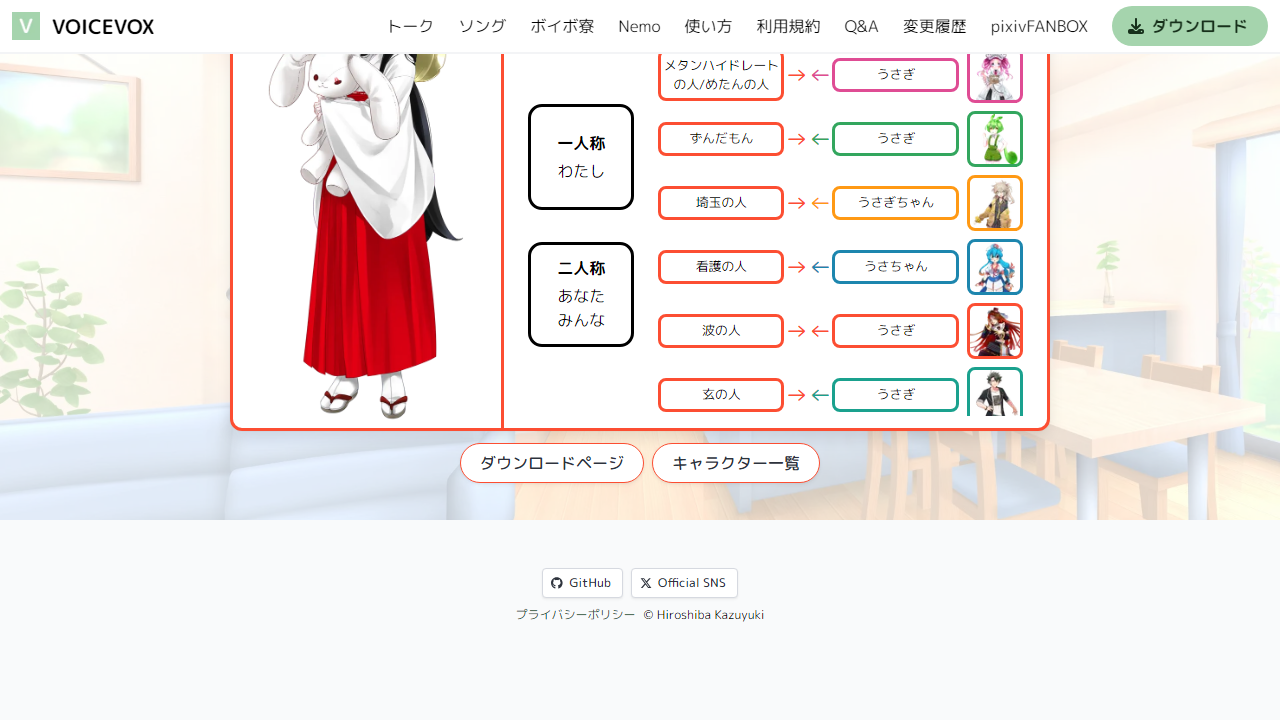 V VOICEVOX トーク ソング ボイボ寮 Nemo 使い方 利用規約 Q&A 変更履歴 pixivFANBOX ダウンロード
一人称
わたし
二人称
あなた
みんな
メタンハイドレート
の人/めたんの人 → ← うさぎ
ずんだもん → ← うさぎ
埼玉の人 → ← うさぎちゃん
看護の人 → ← うさちゃん
波の人 → ← うさぎ
玄の人 → ← うさぎ
ダウンロードページ キャラクター一覧
GitHub Official SNS
プライバシーポリシー © Hiroshiba Kazuyuki